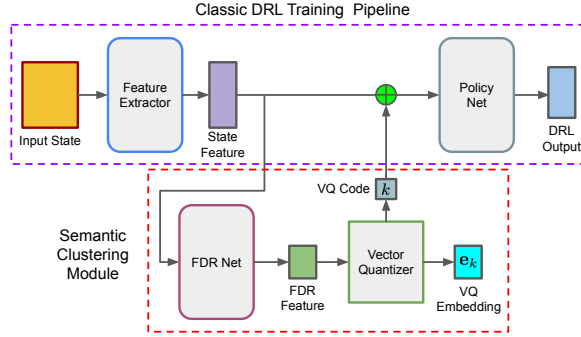 Classic DRL Training Pipeline
Input State
Feature
Extractor
State
Feature
Policy
Net
DRL
Output
VQ Code
k
Semantic
Clustering
Module
FDR Net
FDR
Feature
Vector
Quantizer
e_k
VQ
Embedding